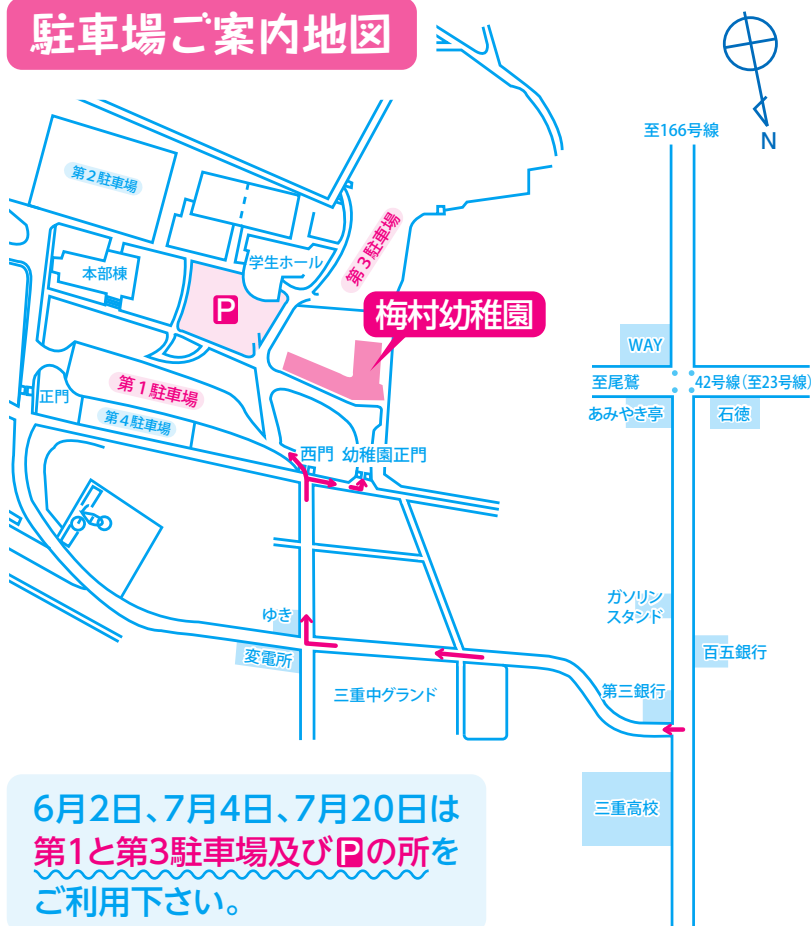 駐車場ご案内地図
N
至166号線
第2駐車場
本部棟
学生ホール
第3駐車場
P
梅村幼稚園
WAY
至尾鷲
42号線(至23号線)
あみやき亭
石徳
第1駐車場
正門
第4駐車場
西門
幼稚園正門
ガソリン
スタンド
ゆき
変電所
百五銀行
第三銀行
三重中グランド
三重高校
6月2日、7月4日、7月20日は
第1と第3駐車場及びPの所を
ご利用下さい。